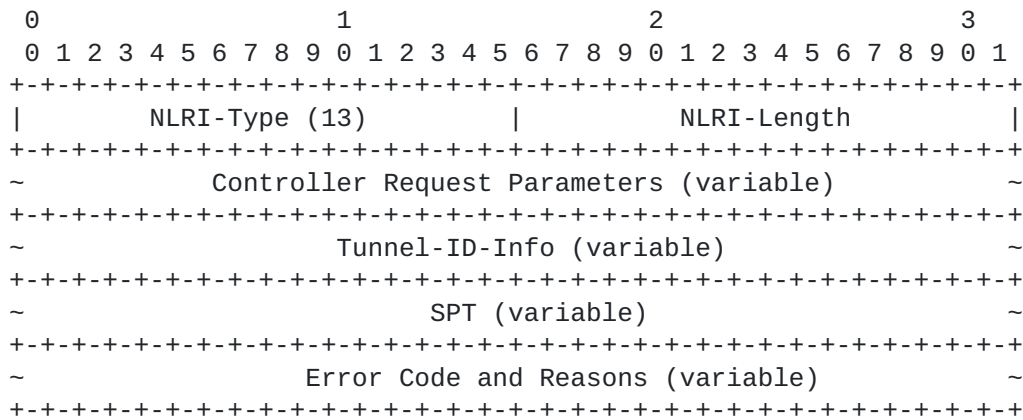 0                   1                   2                   3
 0 1 2 3 4 5 6 7 8 9 0 1 2 3 4 5 6 7 8 9 0 1 2 3 4 5 6 7 8 9 0 1
+-+-+-+-+-+-+-+-+-+-+-+-+-+-+-+-+-+-+-+-+-+-+-+-+-+-+-+-+-+-+-+-+
|        NLRI-Type (13)         |          NLRI-Length          |
+-+-+-+-+-+-+-+-+-+-+-+-+-+-+-+-+-+-+-+-+-+-+-+-+-+-+-+-+-+-+-+-+
~            Controller Request Parameters (variable)           ~
+-+-+-+-+-+-+-+-+-+-+-+-+-+-+-+-+-+-+-+-+-+-+-+-+-+-+-+-+-+-+-+-+
~                    Tunnel-ID-Info (variable)                  ~
+-+-+-+-+-+-+-+-+-+-+-+-+-+-+-+-+-+-+-+-+-+-+-+-+-+-+-+-+-+-+-+-+
~                          SPT (variable)                       ~
+-+-+-+-+-+-+-+-+-+-+-+-+-+-+-+-+-+-+-+-+-+-+-+-+-+-+-+-+-+-+-+-+
~                  Error Code and Reasons (variable)            ~
+-+-+-+-+-+-+-+-+-+-+-+-+-+-+-+-+-+-+-+-+-+-+-+-+-+-+-+-+-+-+-+-+